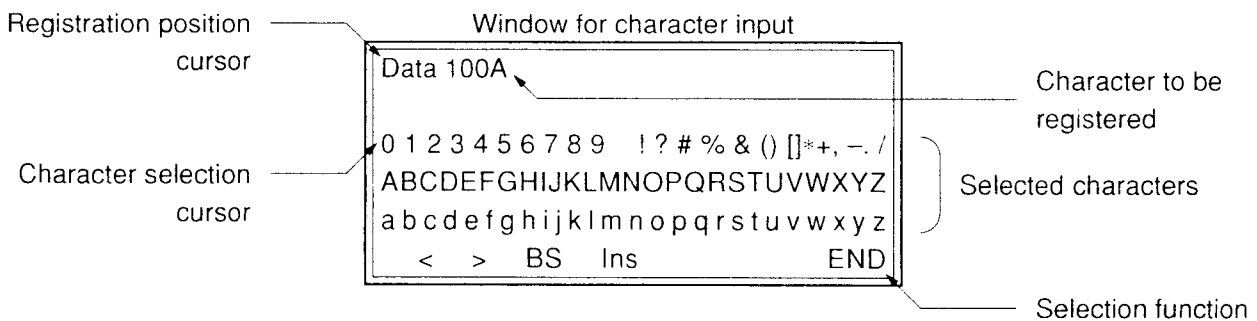 Registration position
cursor
Window for character input
Data 100A
Character to be
registered
0 1 2 3 4 5 6 7 8 9 ! ? # % & () []*+, −. /
Character selection
cursor
ABCDEFGHIJKLMNOPQRSTUVWXYZ
Selected characters
a b c d e f g h i j k l m n o p q r s t u v w x y z
< > BS Ins END
Selection function